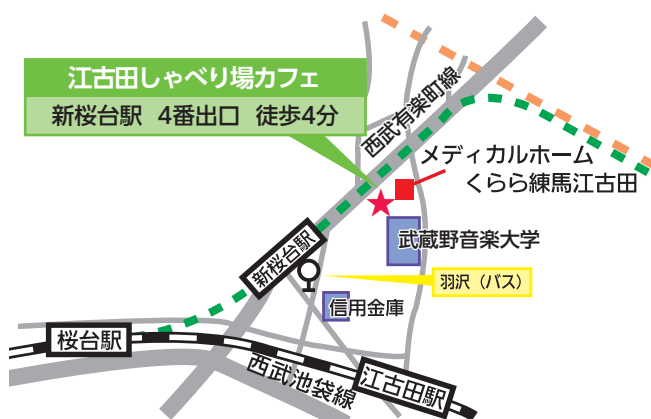 江古田しゃべり場カフェ
新桜台駅 4番出口 徒歩4分
西武有楽町線
メディカルホーム
くらら練馬江古田
武蔵野音楽大学
新桜台駅
羽沢（バス）
信用金庫
桜台駅
西武池袋線
江古田駅